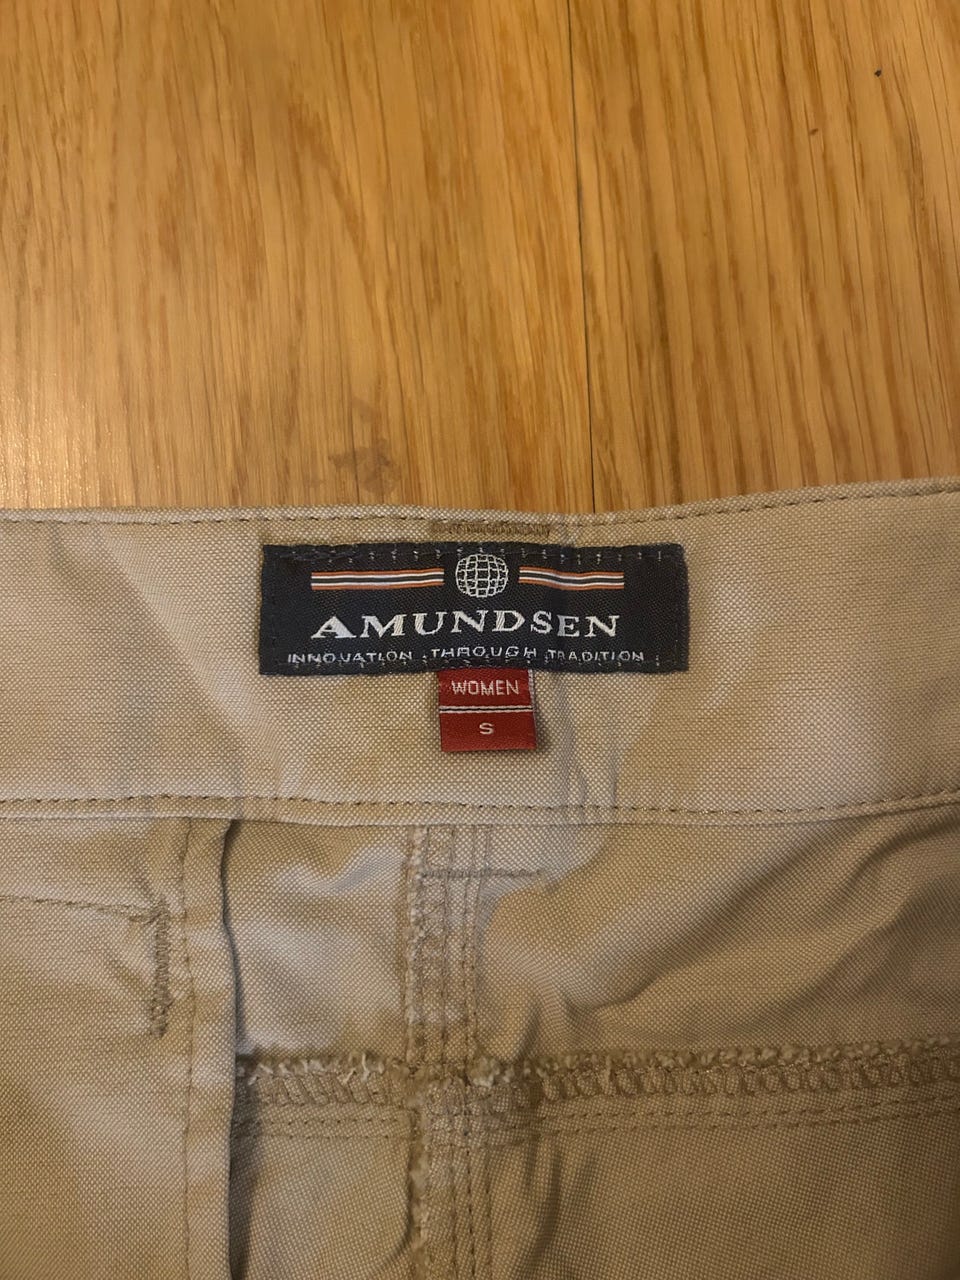 AMUNDSEN
INNOVATION THROUGH TRADITION
WOMEN
S